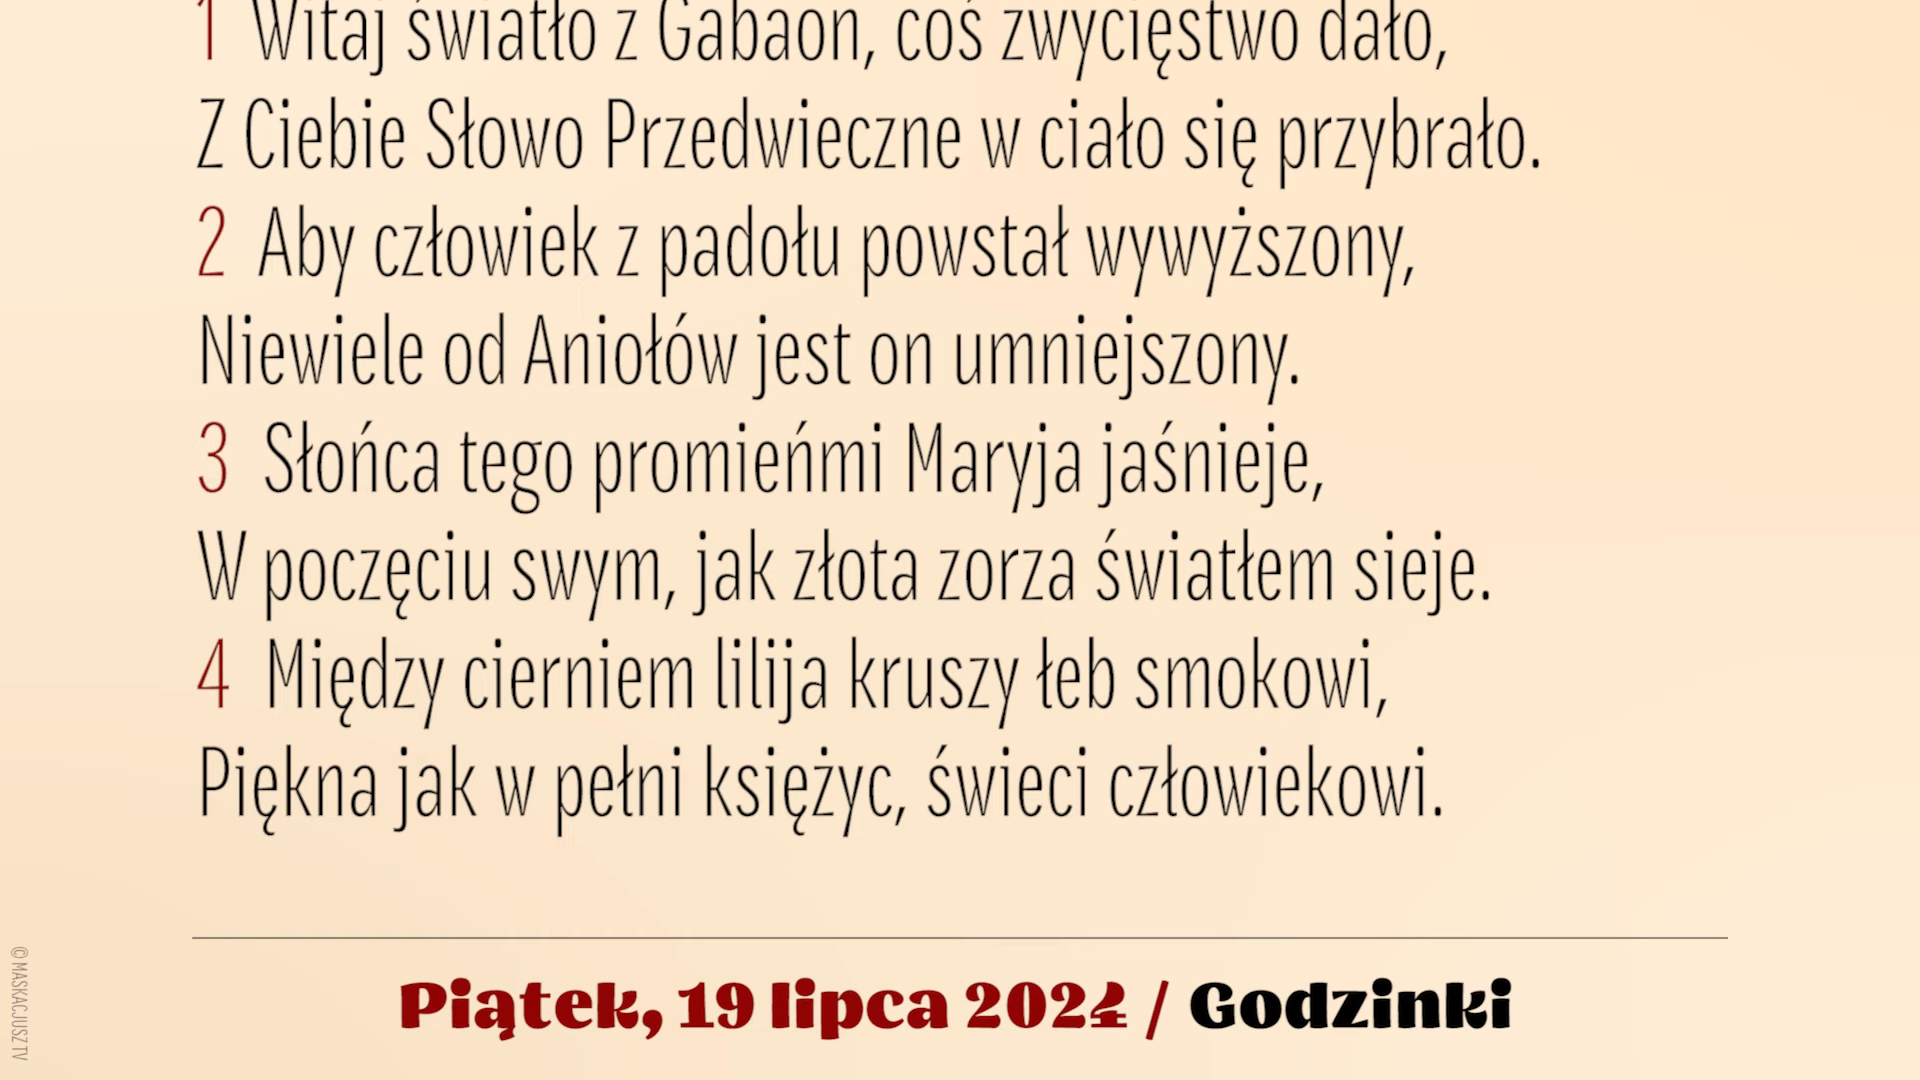 1 Witaj światło z Gabaon, coś zwycięstwo dało,
Z Ciebie Słowo Przedwieczne w ciało się przybrało.
2 Aby człowiek z padołu powstał wywyższony,
Niewiele od Aniołów jest on umniejszony.
3 Słońca tego promieńmi Maryja jaśnieje,
W poczęciu swym, jak złota zorza światłem sieje.
4 Między cierniem lilija kruszy łeb smokowi,
Piękna jak w pełni księżyc, świeci człowiekowi.
Piątek, 19 lipca 2024 / Godzinki
© MASKACJUSZ TV